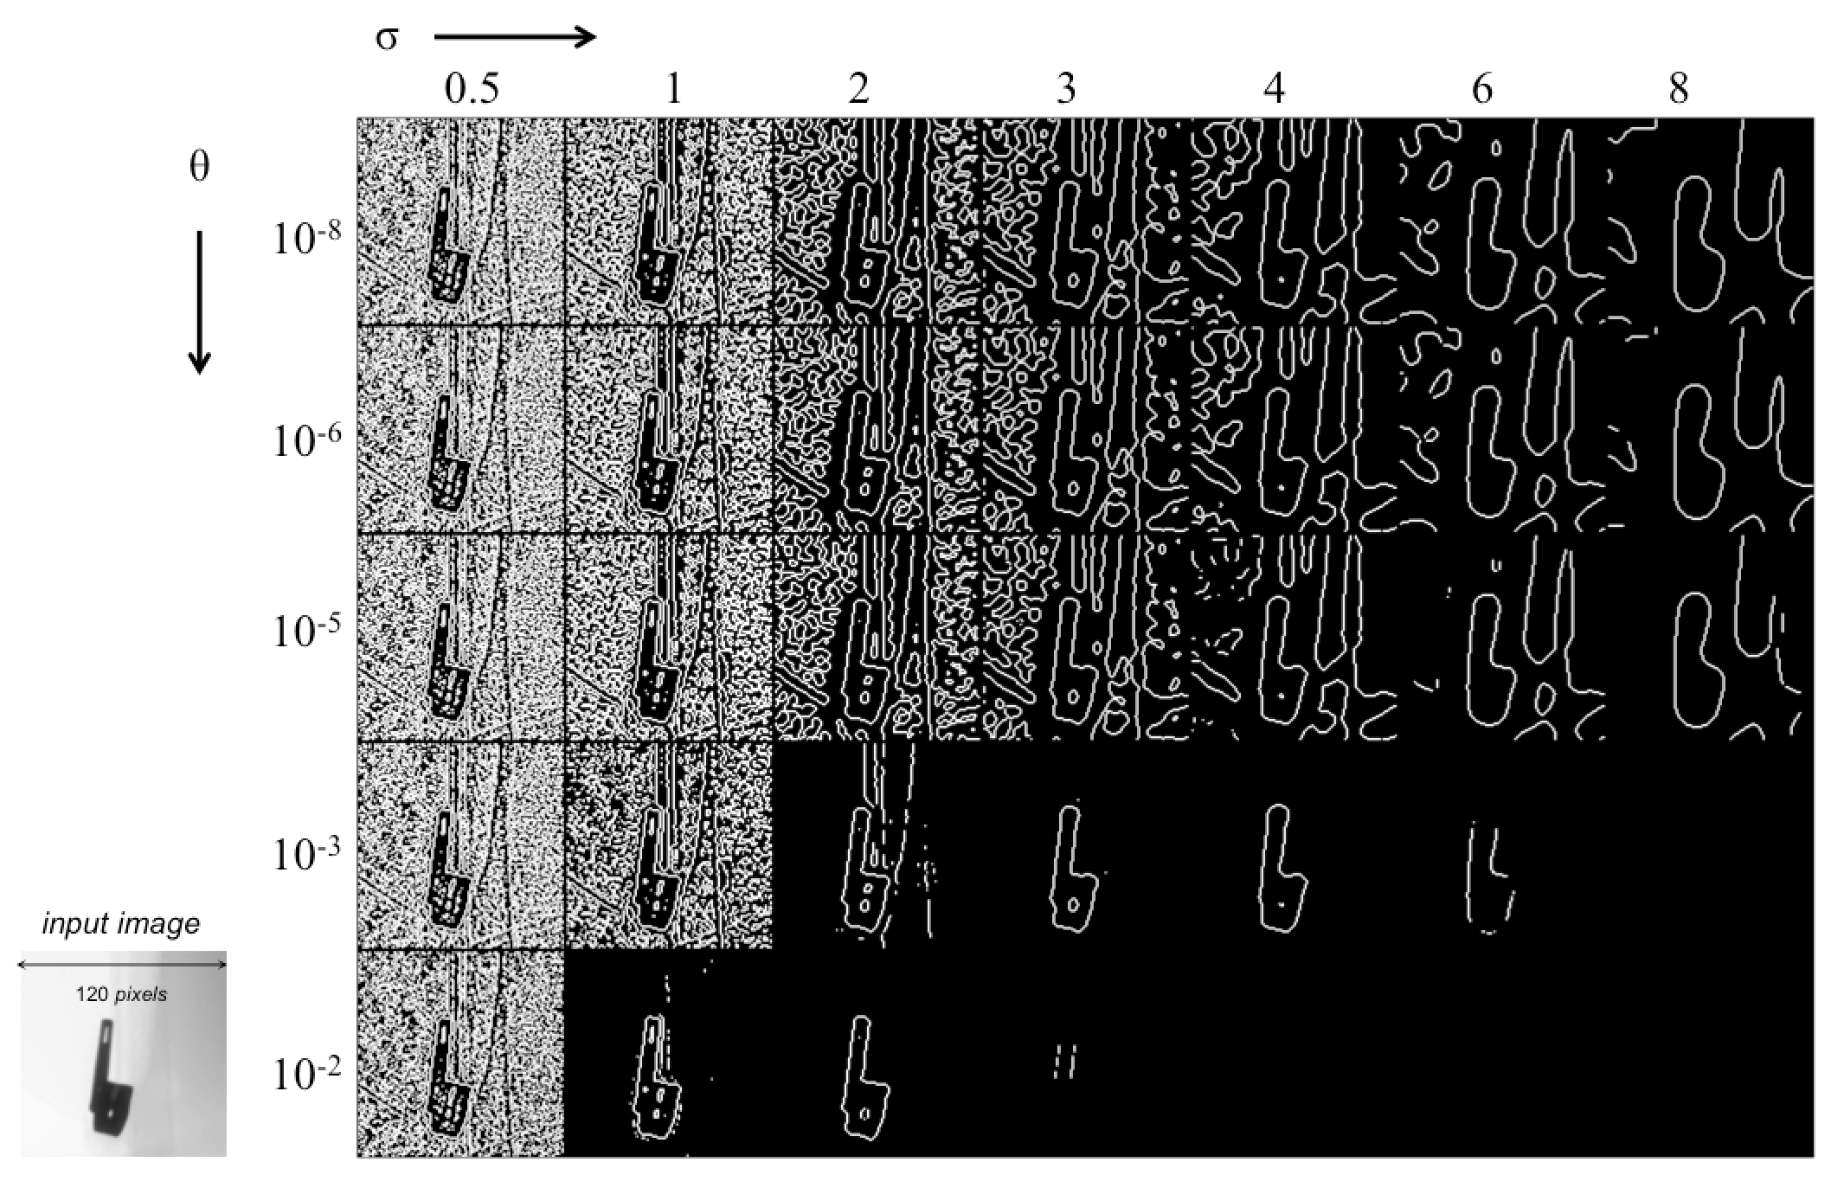 σ
0.5 1 2 3 4 6 8
θ
10⁻⁸
10⁻⁶
10⁻⁵
10⁻³
10⁻²
input image
120 pixels